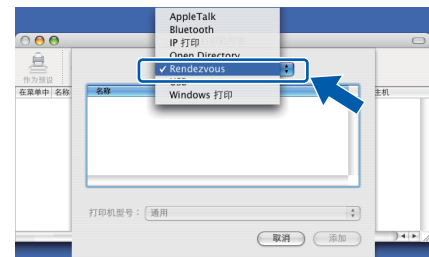 AppleTalk
Bluetooth
IP 打印
Open Directory
✓ Rendezvous
USB
Windows 打印
作为预设
在菜单中 名称
主机
名称
打印机型号： 通用
取消 添加